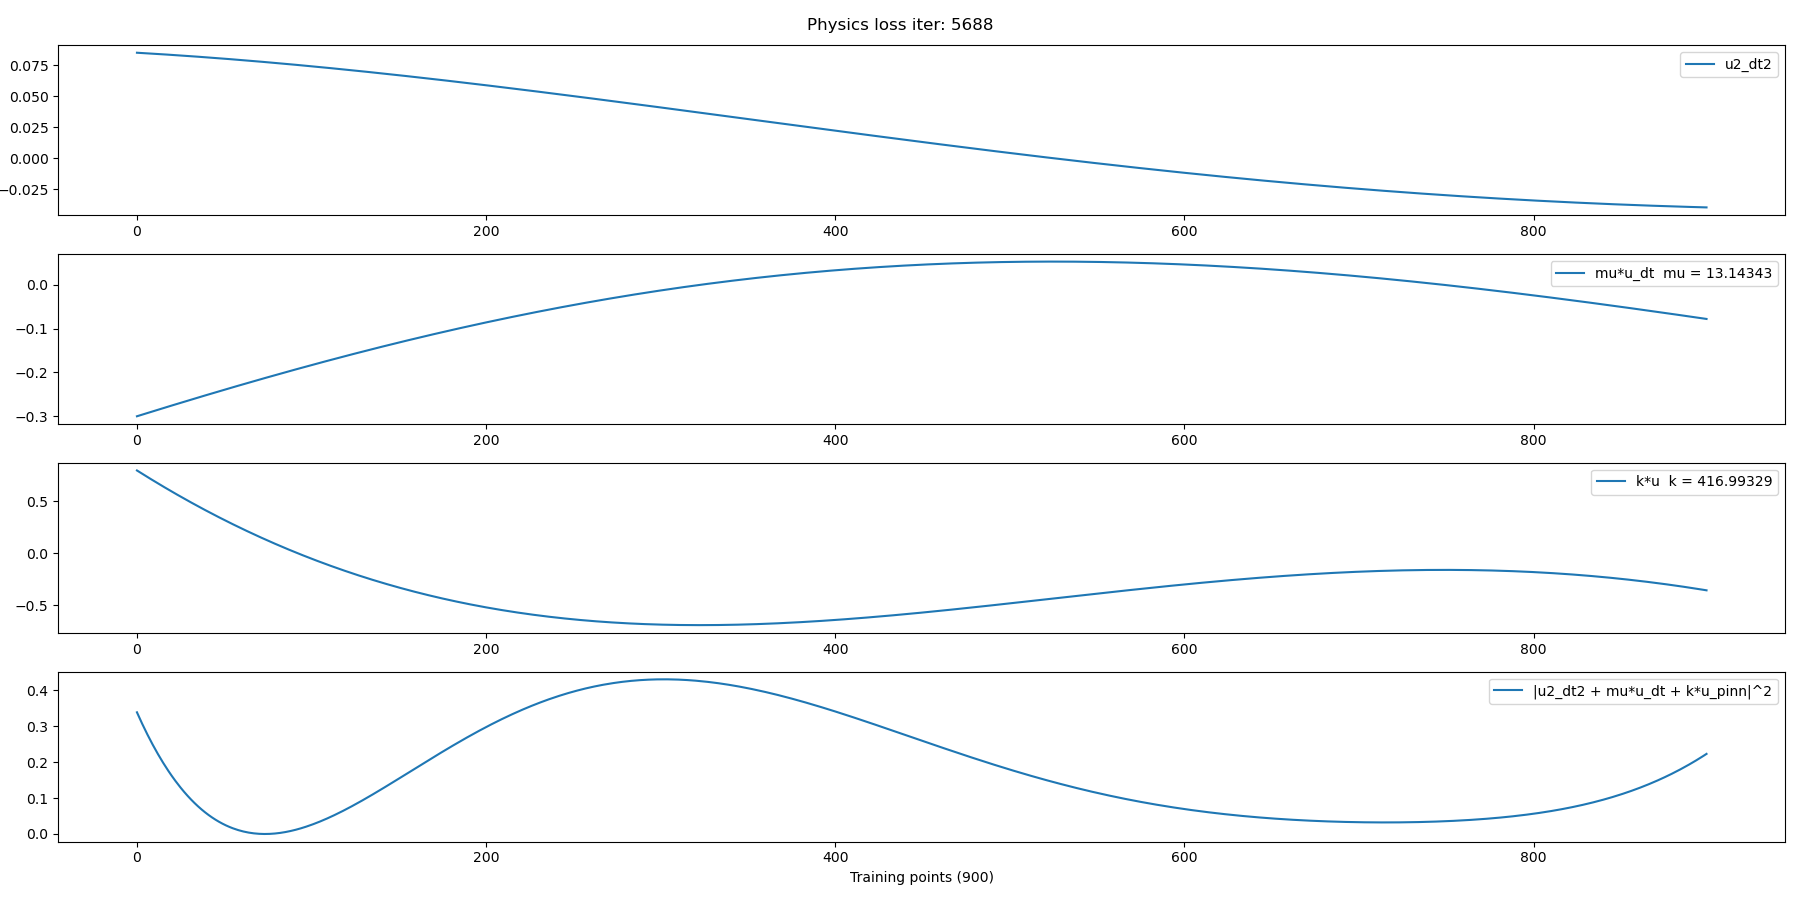 Physics loss iter: 5688
0.075
0.050
0.025
0.000
−0.025
u2_dt2
0 200 400 600 800
0.0
−0.1
−0.2
−0.3
mu*u_dt mu = 13.14343
0 200 400 600 800
0.5
0.0
−0.5
k*u k = 416.99329
0 200 400 600 800
0.4
0.3
0.2
0.1
0.0
|u2_dt2 + mu*u_dt + k*u_pinn|^2
0 200 400 600 800
Training points (900)